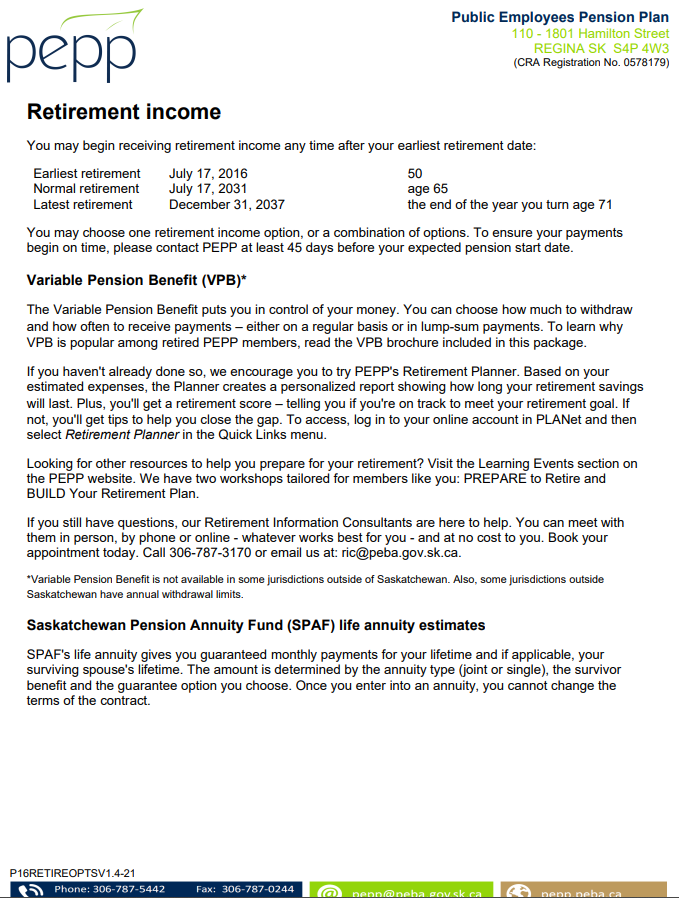 pepp
Public Employees Pension Plan
110 - 1801 Hamilton Street
REGINA SK  S4P 4W3
(CRA Registration No. 0578179)
Retirement income
You may begin receiving retirement income any time after your earliest retirement date:
Earliest retirement July 17, 2016 50
Normal retirement July 17, 2031 age 65
Latest retirement December 31, 2037 the end of the year you turn age 71
You may choose one retirement income option, or a combination of options. To ensure your payments
begin on time, please contact PEPP at least 45 days before your expected pension start date.
Variable Pension Benefit (VPB)*
The Variable Pension Benefit puts you in control of your money. You can choose how much to withdraw
and how often to receive payments – either on a regular basis or in lump-sum payments. To learn why
VPB is popular among retired PEPP members, read the VPB brochure included in this package.
If you haven't already done so, we encourage you to try PEPP's Retirement Planner. Based on your
estimated expenses, the Planner creates a personalized report showing how long your retirement savings
will last. Plus, you'll get a retirement score – telling you if you're on track to meet your retirement goal. If
not, you'll get tips to help you close the gap. To access, log in to your online account in PLANet and then
select Retirement Planner in the Quick Links menu.
Looking for other resources to help you prepare for your retirement? Visit the Learning Events section on
the PEPP website. We have two workshops tailored for members like you: PREPARE to Retire and
BUILD Your Retirement Plan.
If you still have questions, our Retirement Information Consultants are here to help. You can meet with
them in person, by phone or online - whatever works best for you - and at no cost to you. Book your
appointment today. Call 306-787-3170 or email us at: ric@peba.gov.sk.ca.
*Variable Pension Benefit is not available in some jurisdictions outside of Saskatchewan. Also, some jurisdictions outside
Saskatchewan have annual withdrawal limits.
Saskatchewan Pension Annuity Fund (SPAF) life annuity estimates
SPAF's life annuity gives you guaranteed monthly payments for your lifetime and if applicable, your
surviving spouse's lifetime. The amount is determined by the annuity type (joint or single), the survivor
benefit and the guarantee option you choose. Once you enter into an annuity, you cannot change the
terms of the contract.
P16RETIREOPTSV1.4-21
Phone: 306-787-5442 Fax: 306-787-0244 pepp@peba.gov.sk.ca pepp.peba.ca